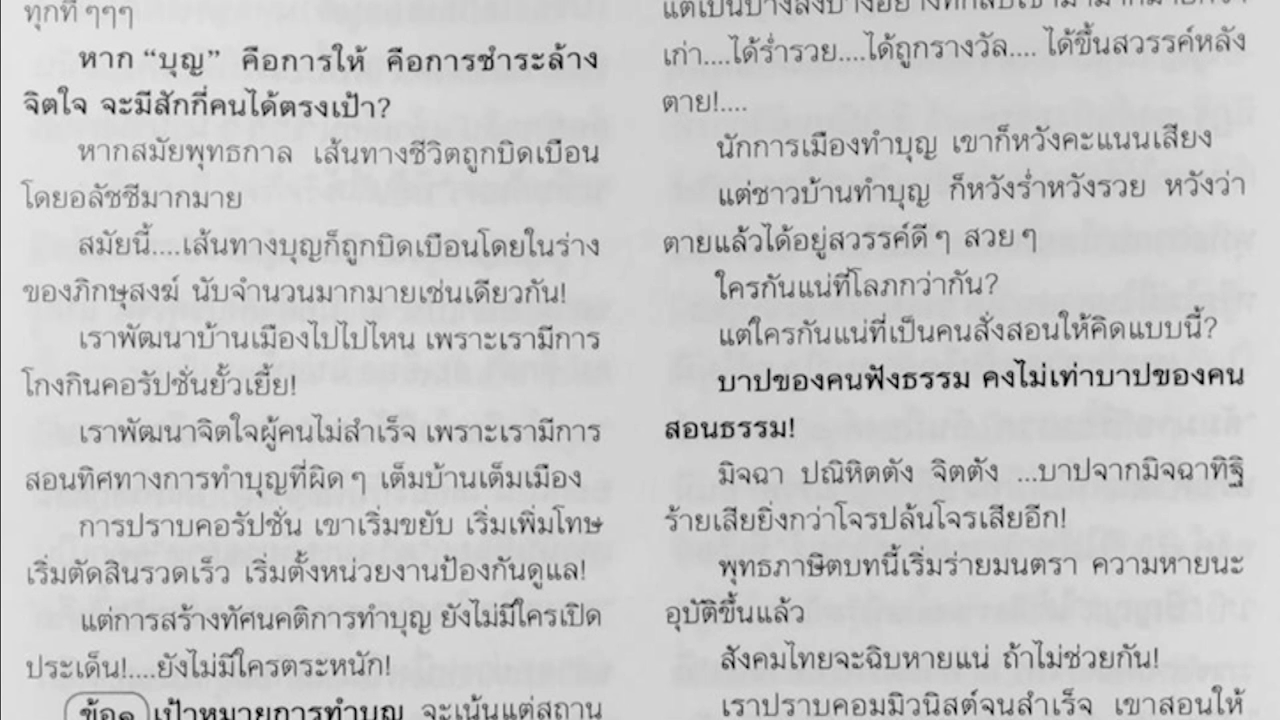 ทุกที่ ๆๆๆ
หาก “บุญ” คือการให้ คือการชำระล้าง
จิตใจ จะมีสักกี่คนได้ตรงเป้า?
หากสมัยพุทธกาล เส้นทางชีวิตถูกบิดเบือน
โดยอลัชชีมากมาย
สมัยนี้....เส้นทางบุญก็ถูกบิดเบือนโดยในร่าง
ของภิกษุสงฆ์ นับจำนวนมากมายเช่นเดียวกัน!
เราพัฒนาบ้านเมืองไปไปไหน เพราะเรามีการ
โกงกินคอรัปชั่นยั้วเยี้ย!
เราพัฒนาจิตใจผู้คนไม่สำเร็จ เพราะเรามีการ
สอนทิศทางการทำบุญที่ผิด ๆ เต็มบ้านเต็มเมือง
การปราบคอรัปชั่น เขาเริ่มขยับ เริ่มเพิ่มโทษ
เริ่มตัดสินรวดเร็ว เริ่มตั้งหน่วยงานป้องกันดูแล!
แต่การสร้างทัศนคติการทำบุญ ยังไม่มีใครเปิด
ประเด็น!....ยังไม่มีใครตระหนัก!
ข้อ๑ เป้าหมายการทำบุญ จะเน้นแต่สถาน
เก่า....ได้ร่ำรวย....ได้ถูกรางวัล.... ได้ขึ้นสวรรค์หลัง
ตาย!....
นักการเมืองทำบุญ เขาก็หวังคะแนนเสียง
แต่ชาวบ้านทำบุญ ก็หวังร่ำหวังรวย หวังว่า
ตายแล้วได้อยู่สวรรค์ดี ๆ สวย ๆ
ใครกันแน่ที่โลภกว่ากัน?
แต่ใครกันแน่ที่เป็นคนสั่งสอนให้คิดแบบนี้?
บาปของคนฟังธรรม คงไม่เท่าบาปของคน
สอนธรรม!
มิจฉา ปณิหิตตัง จิตตัง ...บาปจากมิจฉาทิฐิ
ร้ายเสียยิ่งกว่าโจรปล้นโจรเสียอีก!
พุทธภาษิตบทนี้เริ่มร่ายมนตรา ความหายนะ
อุบัติขึ้นแล้ว
สังคมไทยจะฉิบหายแน่ ถ้าไม่ช่วยกัน!
เราปราบคอมมิวนิสต์จนสำเร็จ เขาสอนให้